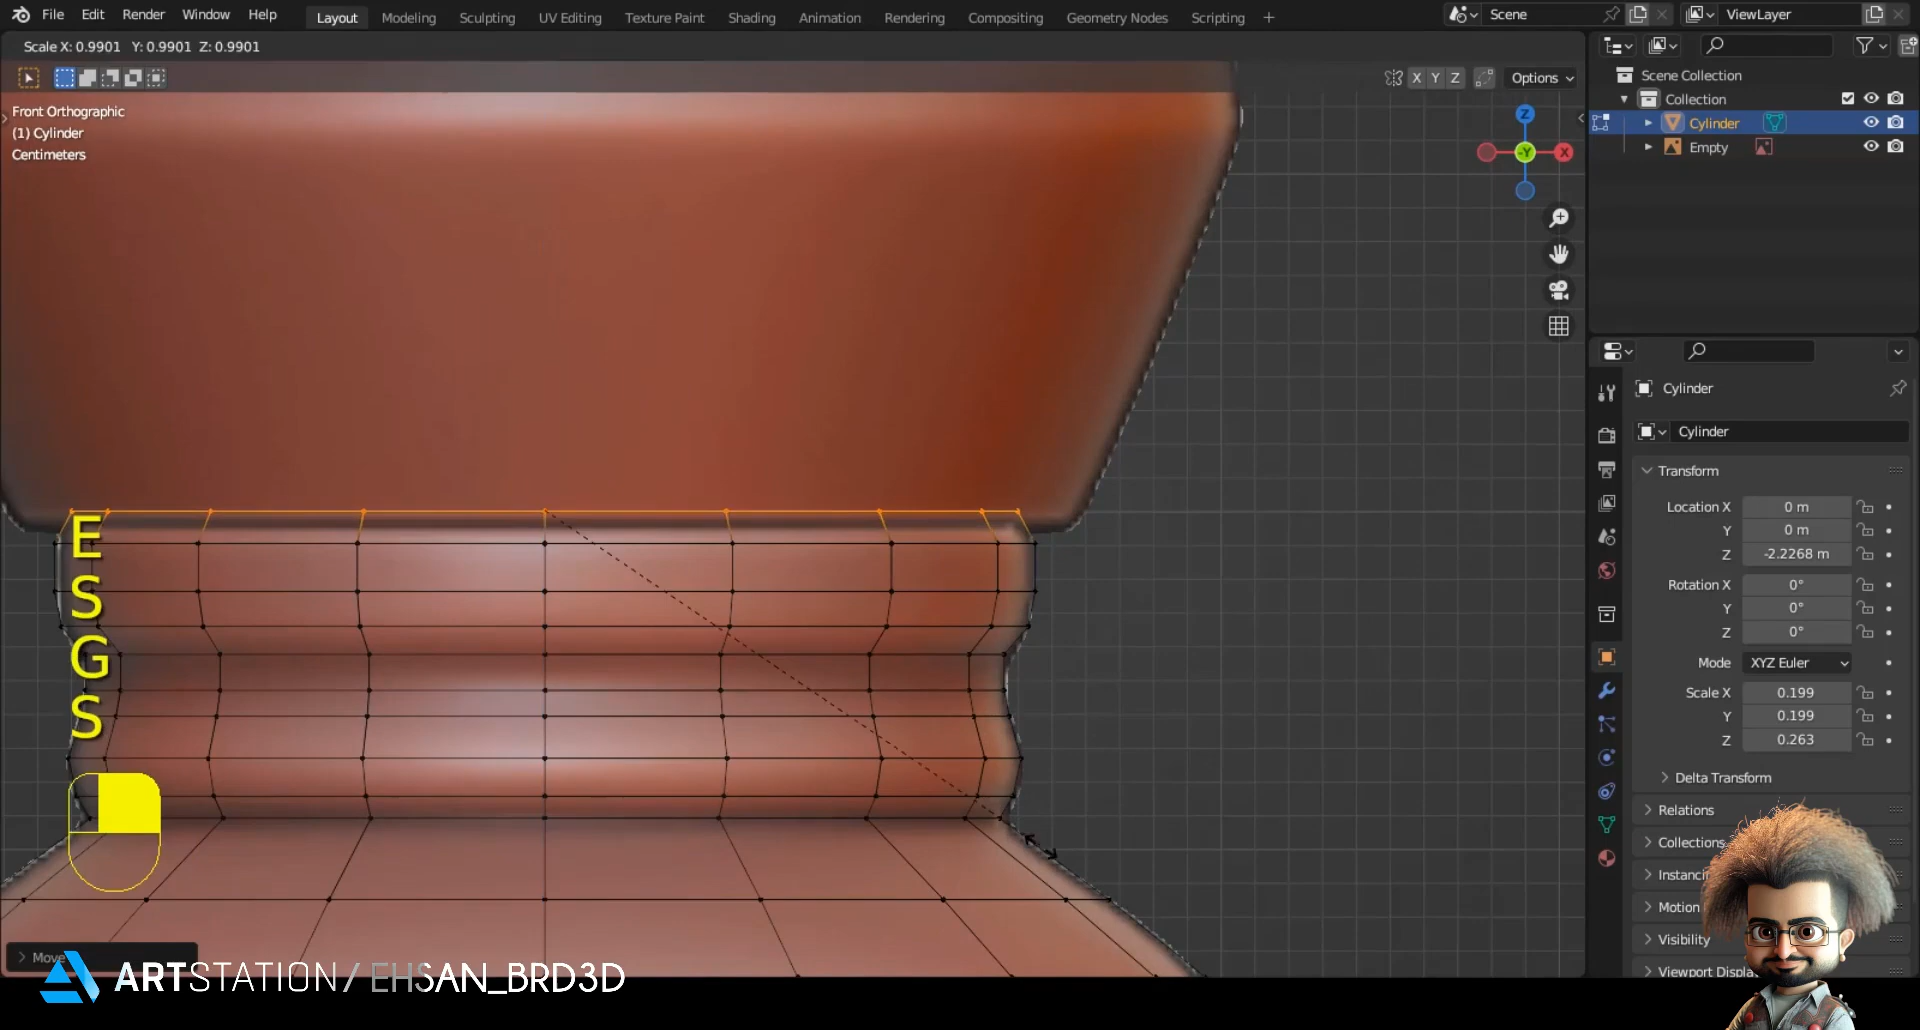 File Edit Render Window Help Layout Modeling Sculpting UV Editing Texture Paint Shading Animation Rendering Compositing Geometry Nodes Scripting + Scene ViewLayer
Scale X: 0.9901 Y: 0.9901 Z: 0.9901
X Y Z Options
Front Orthographic
(1) Cylinder
Centimeters
Z
-Y
X
Scene Collection
Collection
Cylinder
Empty
Cylinder
Cylinder
Transform
Location X 0 m
Y 0 m
Z -2.2268 m
Rotation X 0°
Y 0°
Z 0°
Mode XYZ Euler
Scale X 0.199
Y 0.199
Z 0.263
Delta Transform
Relations
Collections
Motion
Visibility
E
S
G
S
Move
ARTSTATION/ EHSAN_BRD3D